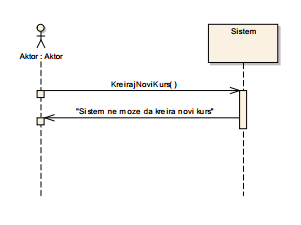 Sistem
Aktor : Aktor
KreirajNoviKurs( )
"Sistem ne moze da kreira novi kurs"